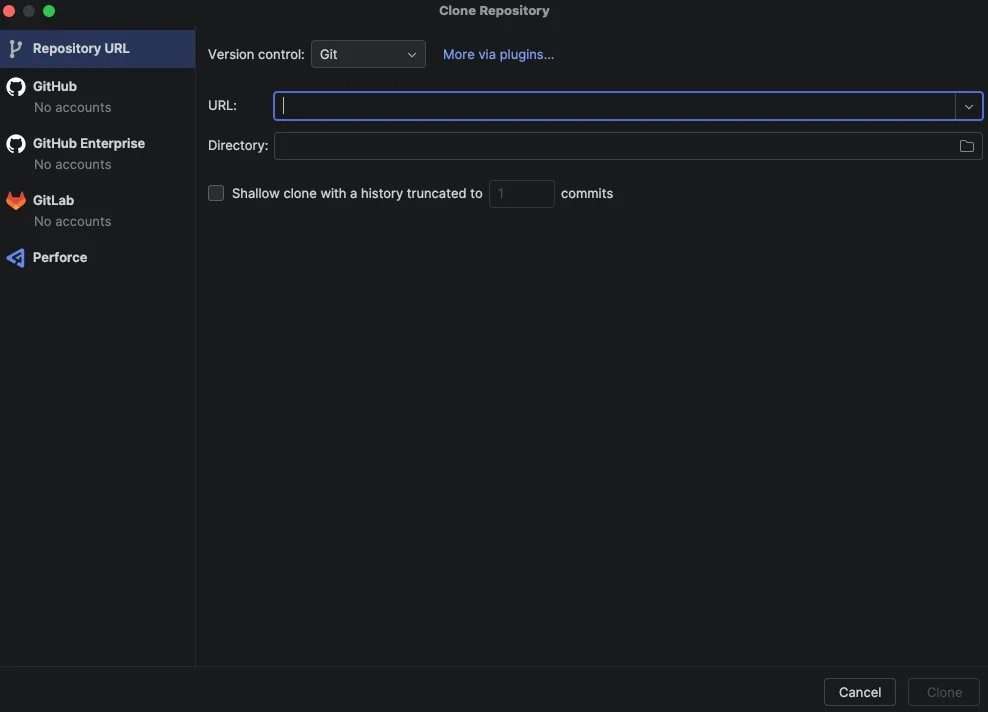 Clone Repository
Repository URL
GitHub
No accounts
GitHub Enterprise
No accounts
GitLab
No accounts
Perforce
Version control: Git More via plugins...
URL:
Directory:
Shallow clone with a history truncated to 1 commits
Cancel Clone